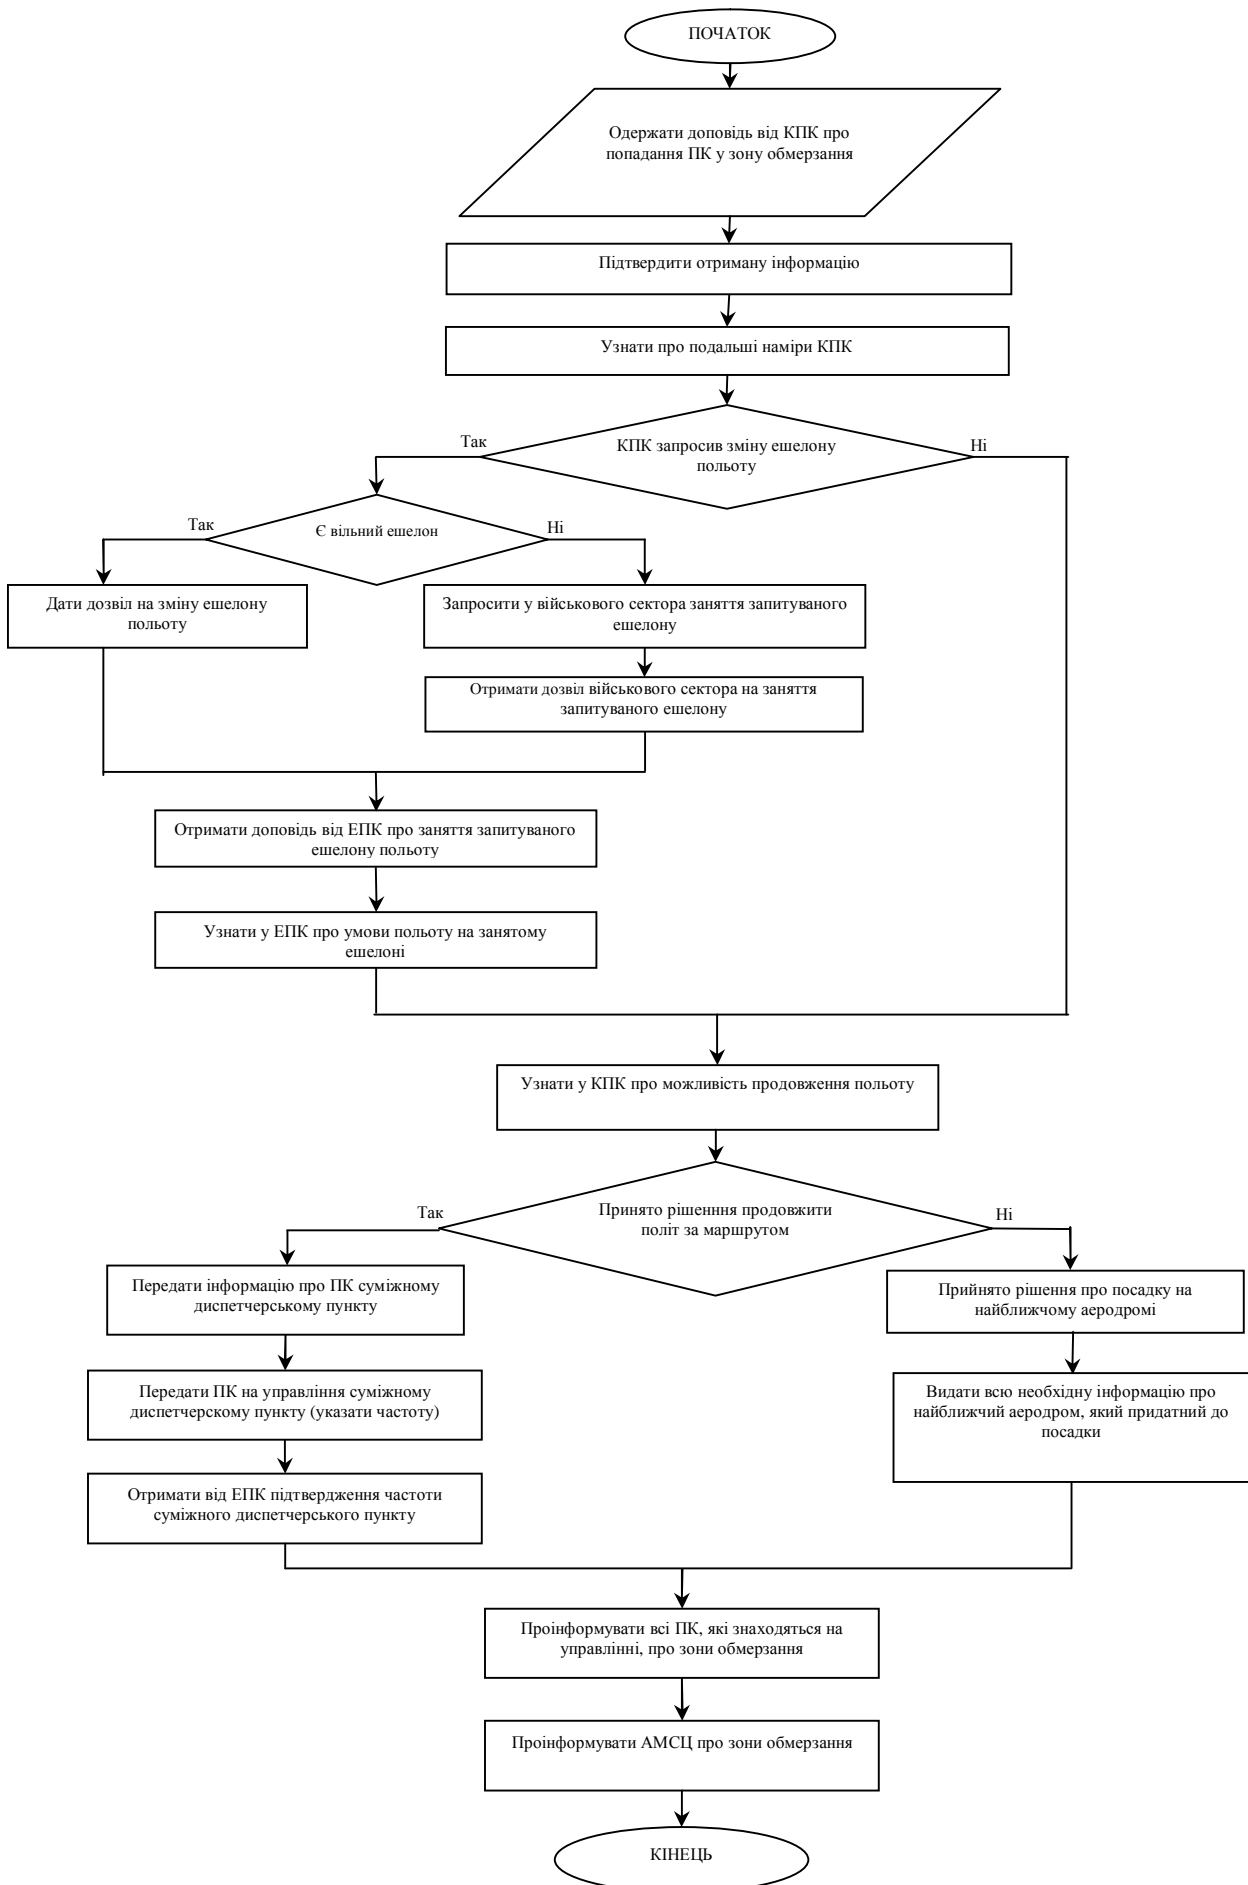 ПОЧАТОК
Одержати доповідь від КПК про
попадання ПК у зону обмерзання
Підтвердити отриману інформацію
Узнати про подальші наміри КПК
КПК запросив зміну ешелону
польоту
Так
Ні
Є вільний ешелон
Так
Ні
Дати дозвіл на зміну ешелону
польоту
Запросити у військового сектора заняття запитуваного
ешелону
Отримати дозвіл військового сектора на заняття
запитуваного ешелону
Отримати доповідь від ЕПК про заняття запитуваного
ешелону польоту
Узнати у ЕПК про умови польоту на занятому
ешелоні
Узнати у КПК про можливість продовження польоту
Принято рішенння продовжити
політ за маршрутом
Так
Ні
Передати інформацію про ПК суміжному
диспетчерському пункту
Передати ПК на управління суміжному
диспетчерскому пункту (указати частоту)
Отримати від ЕПК підтвердження частоти
суміжного диспетчерського пункту
Прийнято рішення про посадку на
найближчому аеродромі
Видати всю необхідну інформацію про
найближчий аеродром, який придатний до
посадки
Проінформувати всі ПК, які знаходяться на
управлінні, про зони обмерзання
Проінформувати АМСЦ про зони обмерзання
КІНЕЦЬ